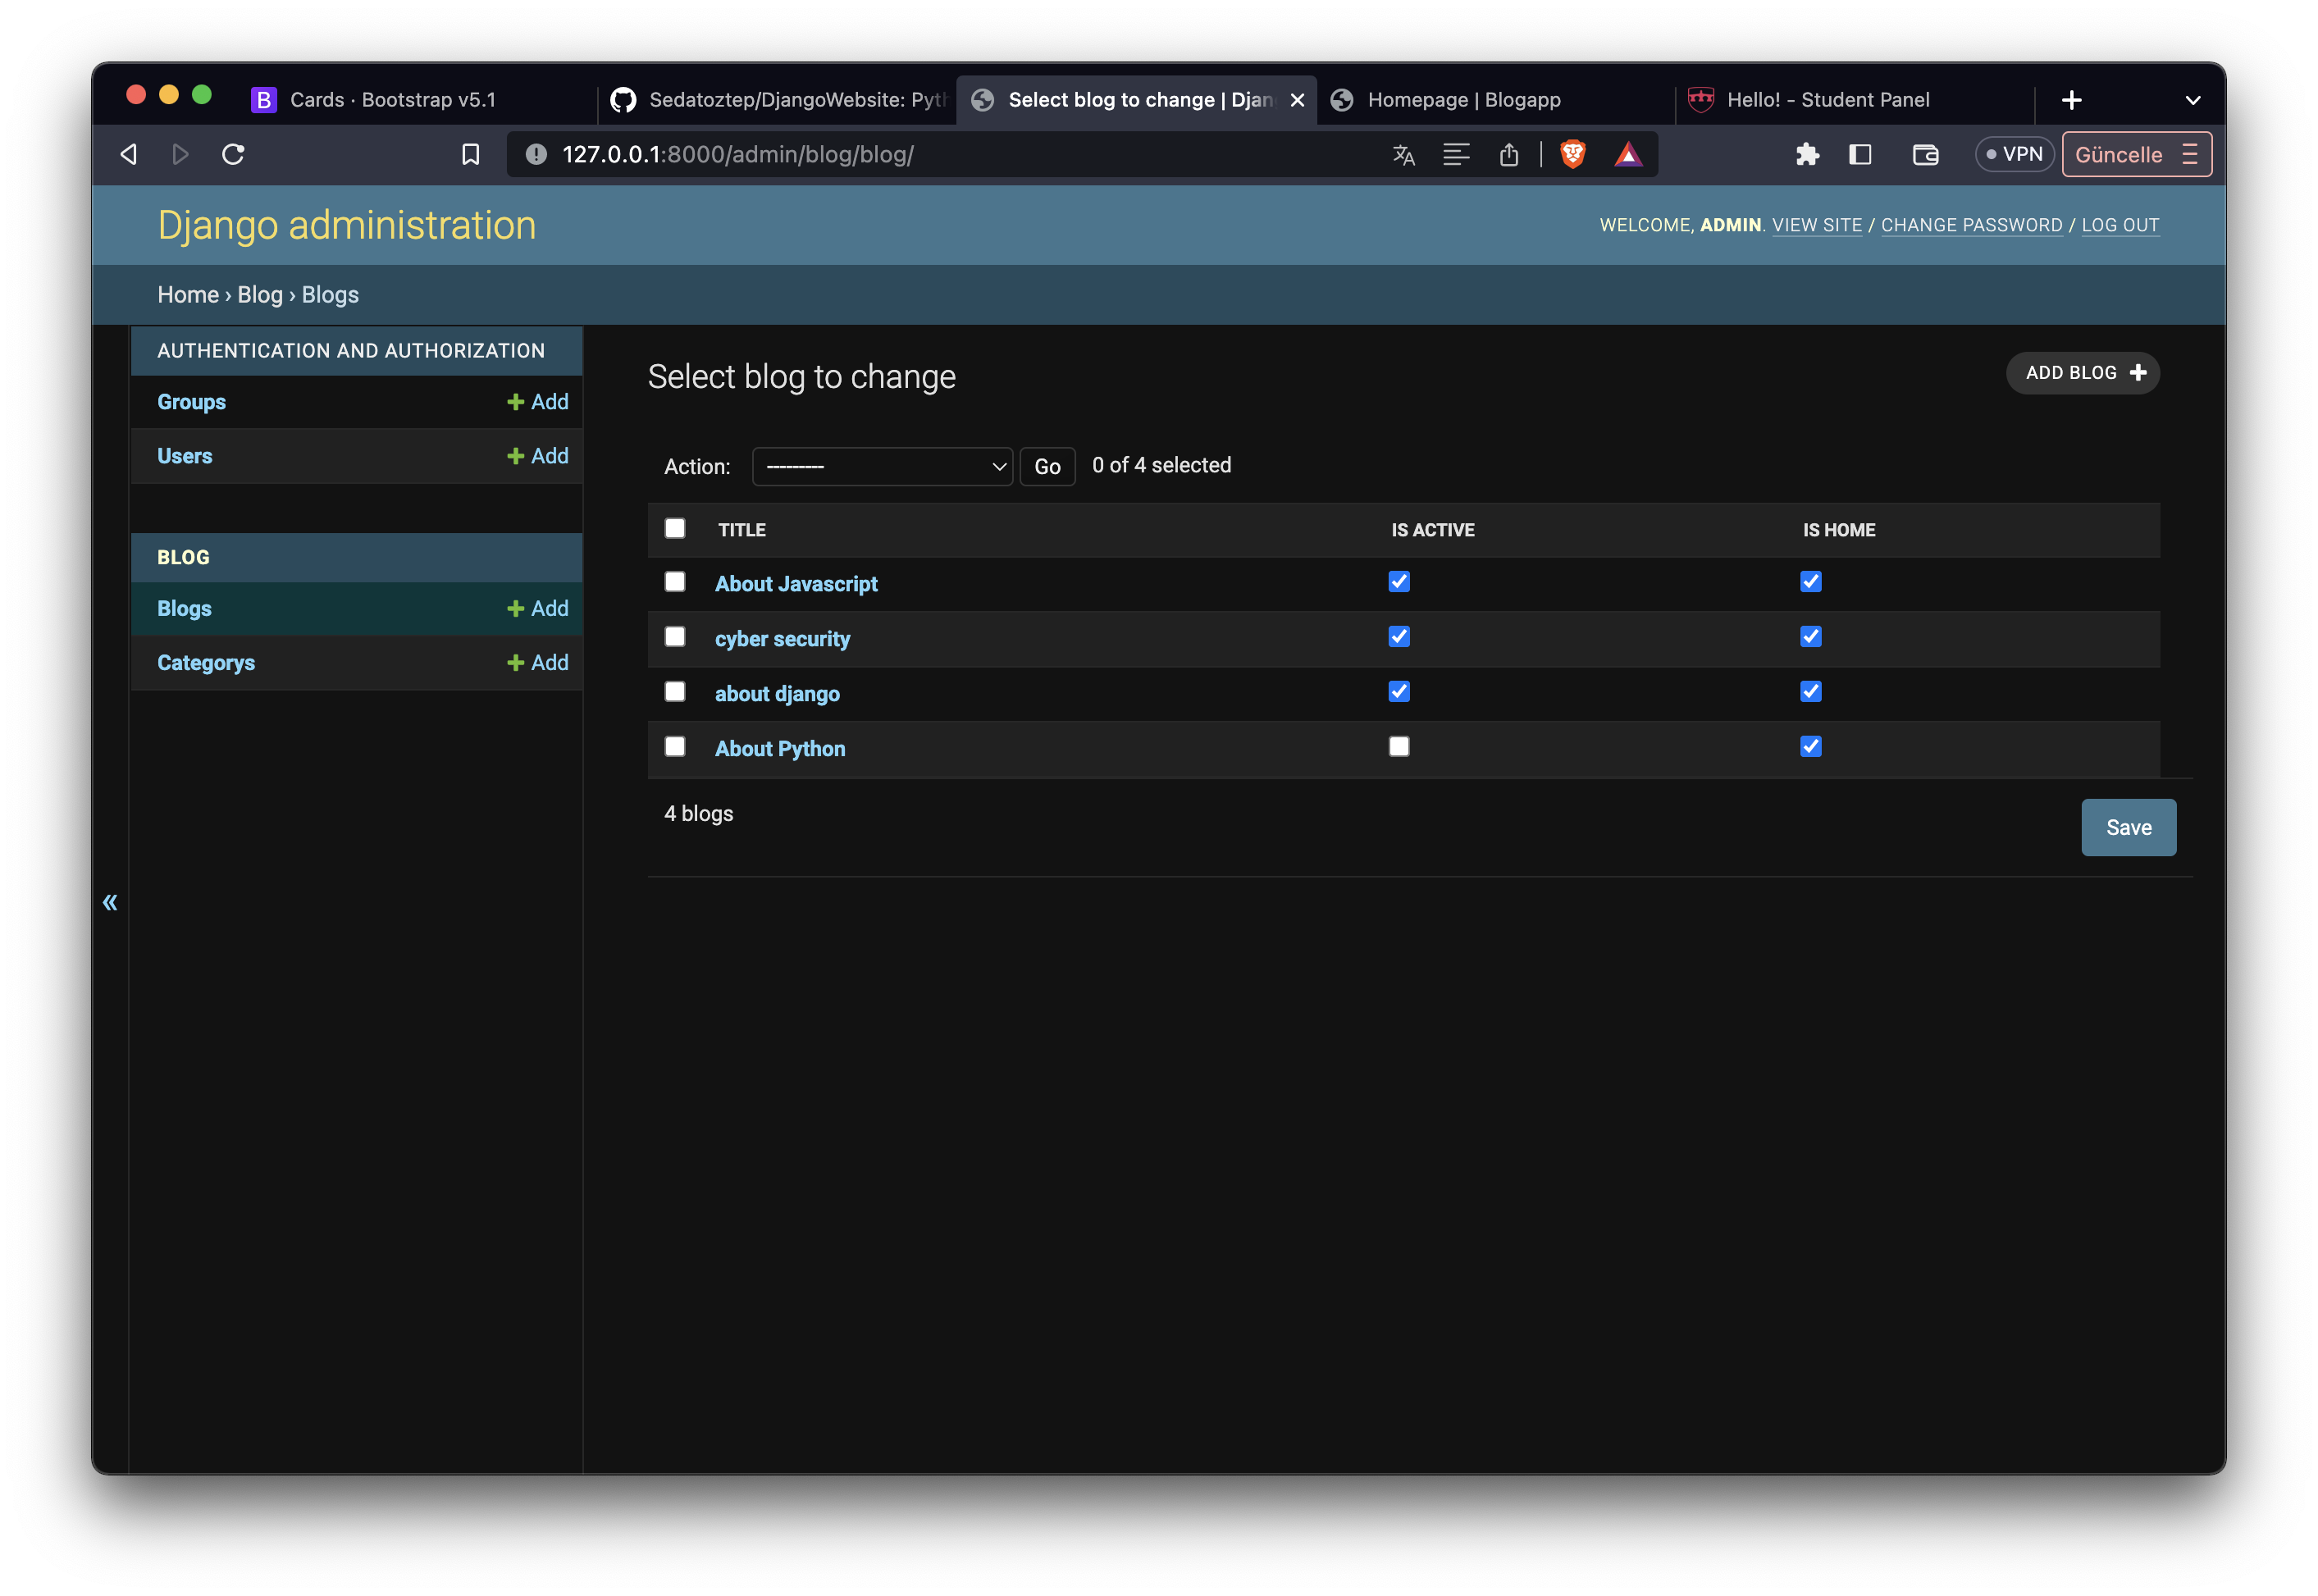 Cards · Bootstrap v5.1
Sedatoztep/DjangoWebsite: Pyth
Select blog to change | Djan
Homepage | Blogapp
Hello! - Student Panel
127.0.0.1:8000/admin/blog/blog/
VPN
Güncelle
Django administration
WELCOME, ADMIN. VIEW SITE / CHANGE PASSWORD / LOG OUT
Home › Blog › Blogs
AUTHENTICATION AND AUTHORIZATION
Groups + Add
Users + Add
BLOG
Blogs + Add
Categorys + Add
Select blog to change
ADD BLOG +
Action: --------- Go 0 of 4 selected
TITLE IS ACTIVE IS HOME
About Javascript
cyber security
about django
About Python
4 blogs
Save